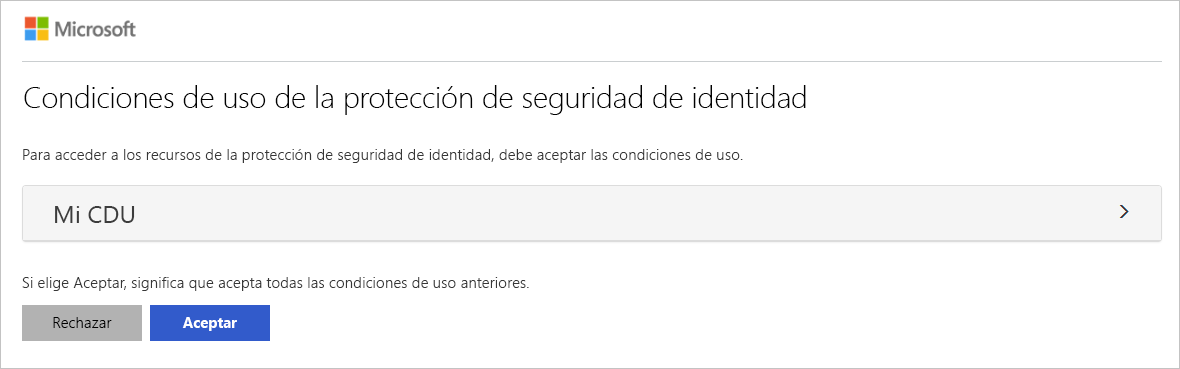 Microsoft
Condiciones de uso de la protección de seguridad de identidad
Para acceder a los recursos de la protección de seguridad de identidad, debe aceptar las condiciones de uso.
Mi CDU
Si elige Aceptar, significa que acepta todas las condiciones de uso anteriores.
Rechazar Aceptar